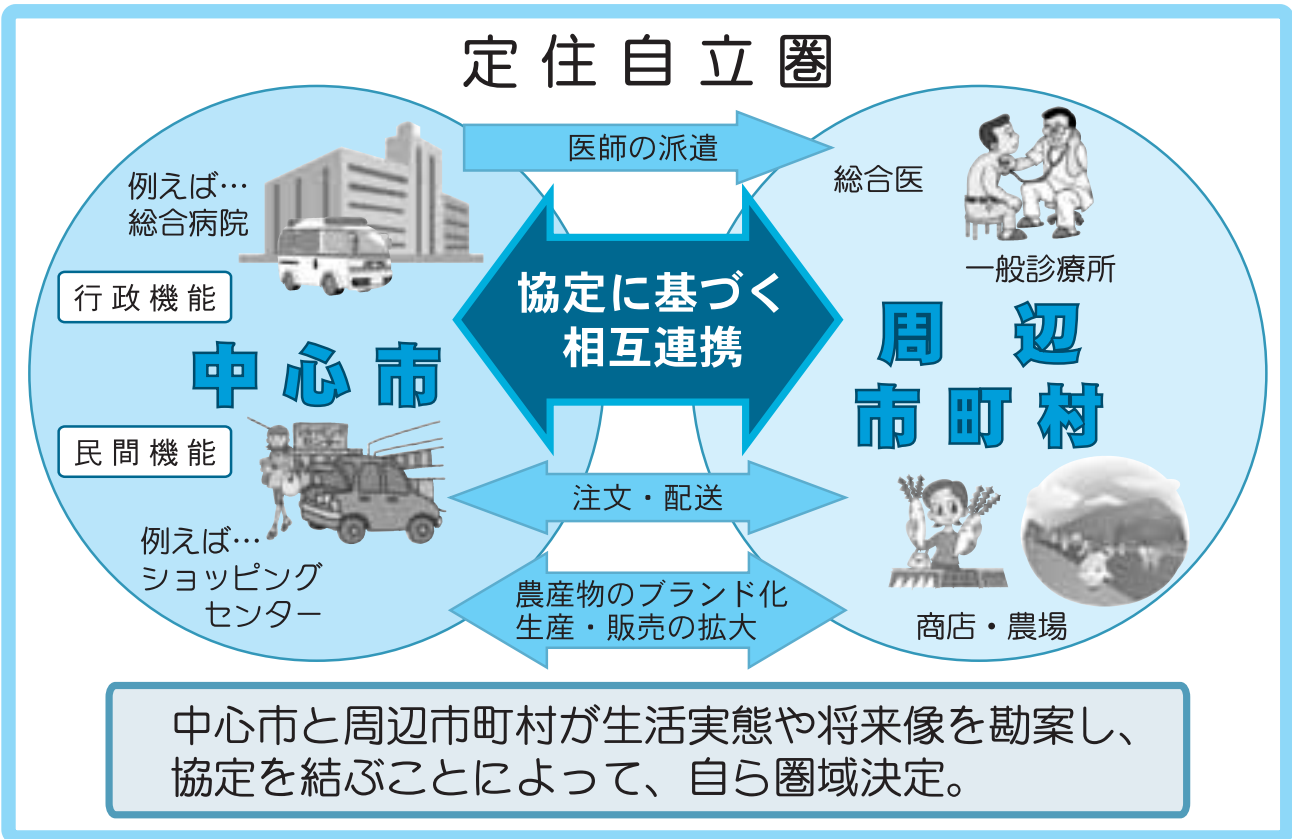 定住自立圏
医師の派遣
例えば…
総合病院
行政機能
中心市
民間機能
例えば…
ショッピング
センター
協定に基づく
相互連携
注文・配送
農産物のブランド化
生産・販売の拡大
総合医
一般診療所
周辺
市町村
商店・農場
中心市と周辺市町村が生活実態や将来像を勘案し、
協定を結ぶことによって、自ら圏域決定。